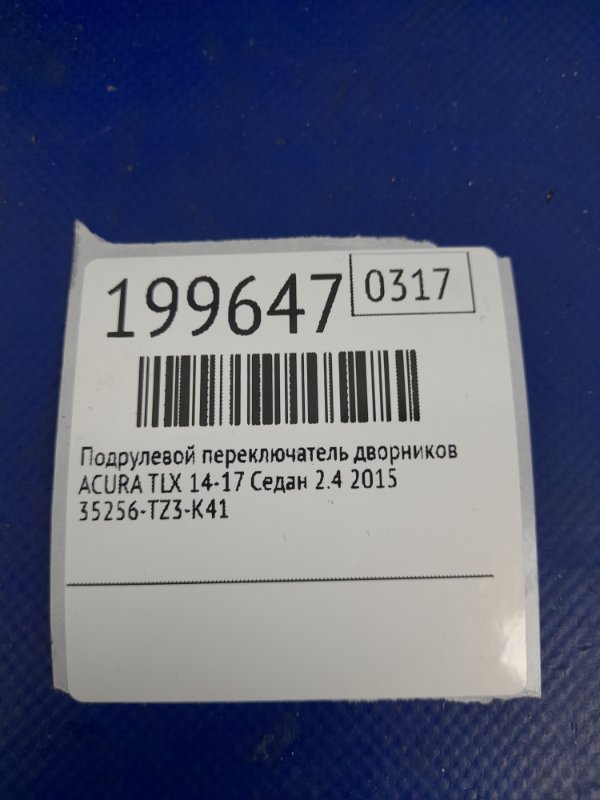 199647
0317
Подрулевой переключатель дворников
ACURA TLX 14-17 Седан 2.4 2015
35256-TZ3-K41